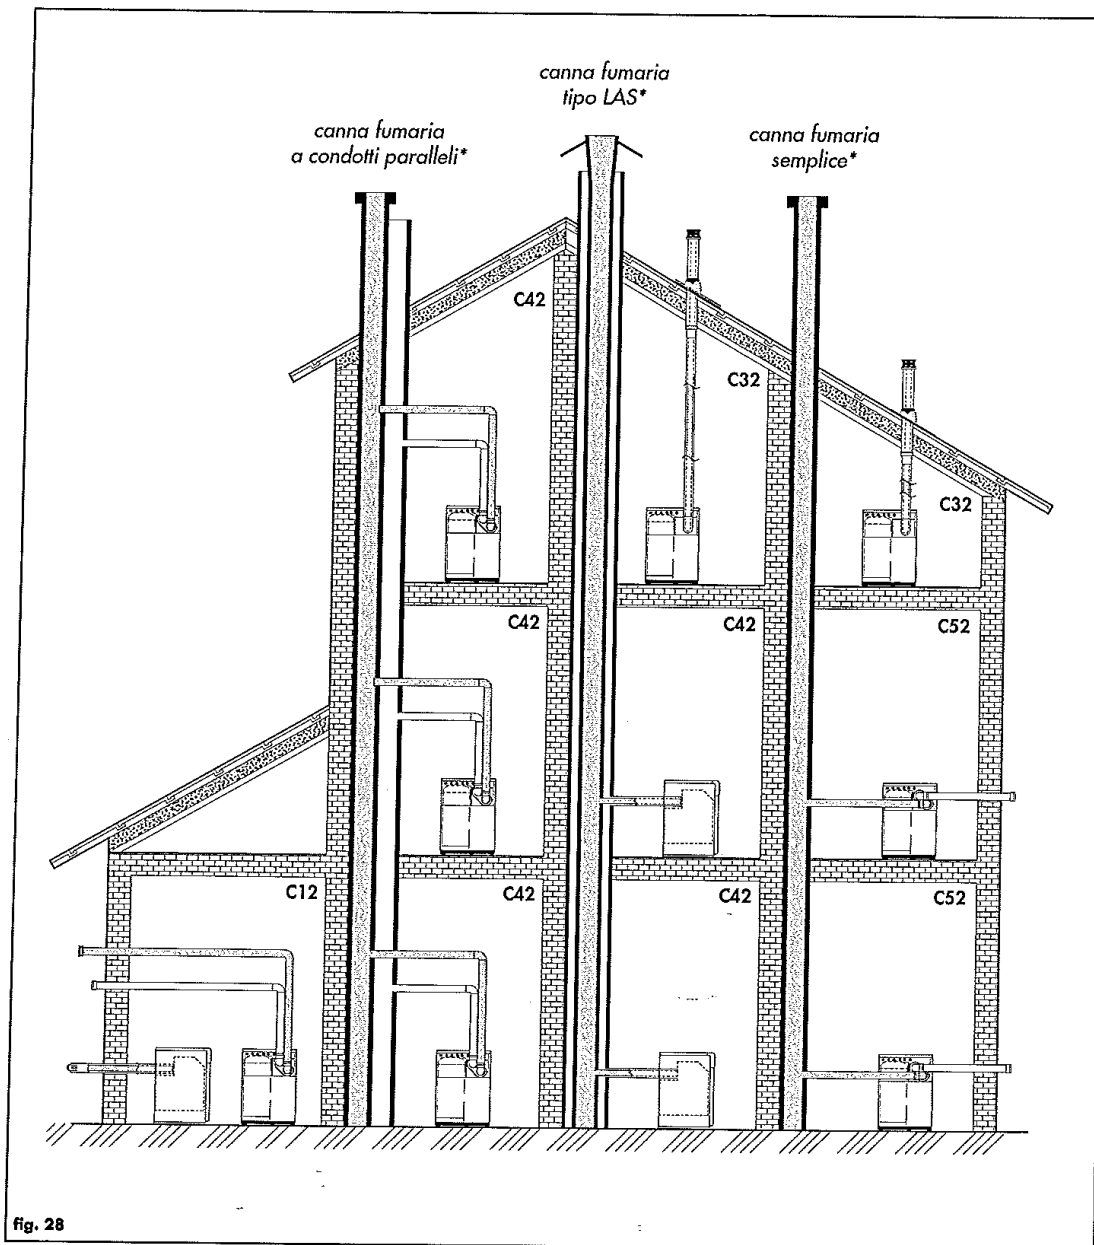 canna fumaria
tipo LAS*
canna fumaria
a condotti paralleli*
canna fumaria
semplice*
C42
C32
C32
C42
C42
C52
C12
C42
C42
C52
fig. 28